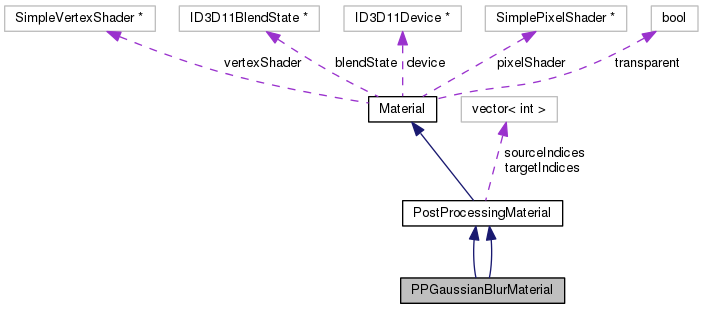 SimpleVertexShader *
ID3D11BlendState *
ID3D11Device *
SimplePixelShader *
bool
vertexShader
blendState
device
pixelShader
transparent
Material
vector< int >
sourceIndices
targetIndices
PostProcessingMaterial
PPGaussianBlurMaterial